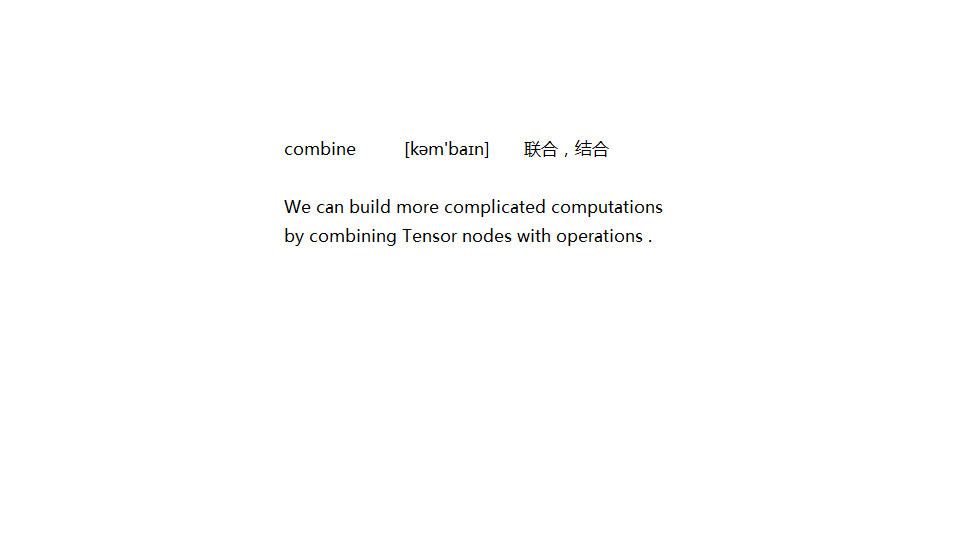 combine [kəm'baɪn] 联合，结合
We can build more complicated computations
by combining Tensor nodes with operations .